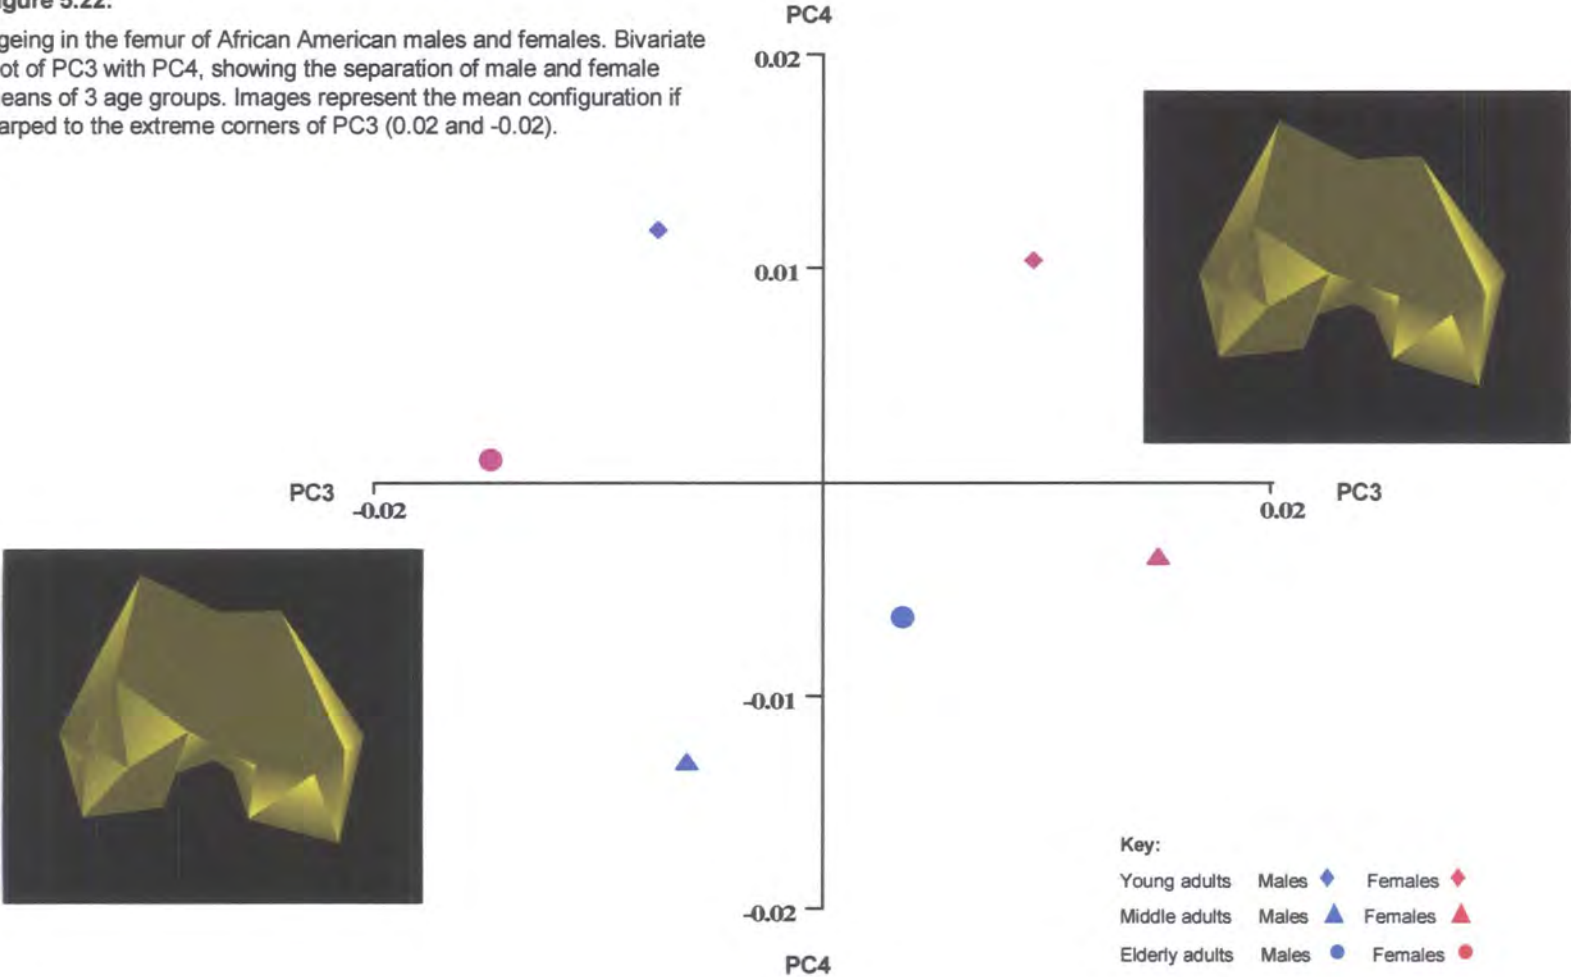 geing in the femur of African American males and females. Bivariate
ot of PC3 with PC4, showing the separation of male and female
eans of 3 age groups. Images represent the mean configuration if
arped to the extreme corners of PC3 (0.02 and -0.02).
PC4
0.02
0.01
PC3
-0.02
0.02
PC3
-0.01
-0.02
PC4
Key:
Young adults Males Females
Middle adults Males Females
Elderly adults Males Females